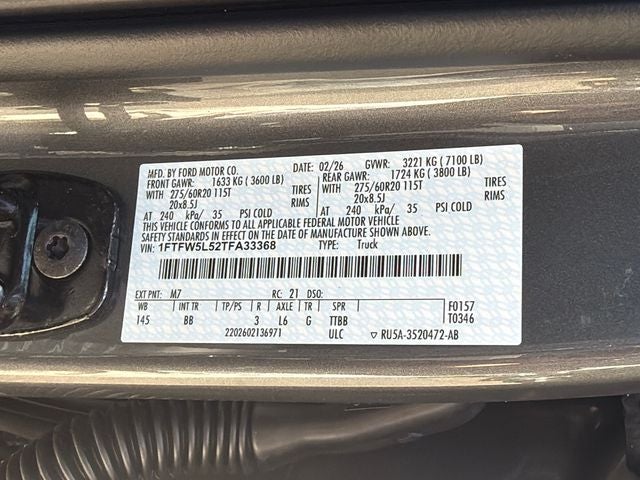 MFD. BY FORD MOTOR CO. DATE: 02/26 GVWR: 3221 KG ( 7100 LB)
FRONT GAWR: 1633 KG ( 3600 LB) REAR GAWR: 1724 KG ( 3800 LB)
WITH 275/60R20 115T TIRES WITH 275/60R20 115T TIRES
20x8.5J RIMS 20x8.5J RIMS
AT 240 kPa/ 35 PSI COLD AT 240 kPa/ 35 PSI COLD
THIS VEHICLE CONFORMS TO ALL APPLICABLE FEDERAL MOTOR VEHICLE
SAFETY STANDARDS IN EFFECT ON THE DATE OF MANUFACTURE SHOWN ABOVE.
VIN: 1FTFW5L52TFA33368 TYPE: Truck
EXT PNT: M7 RC: 21 DSO:
WB INT TR TP/PS R AXLE TR SPR F0157
145 BB 3 L6 G TTBB T0346
2202602136971 ULC ▽ RU5A-3520472-AB